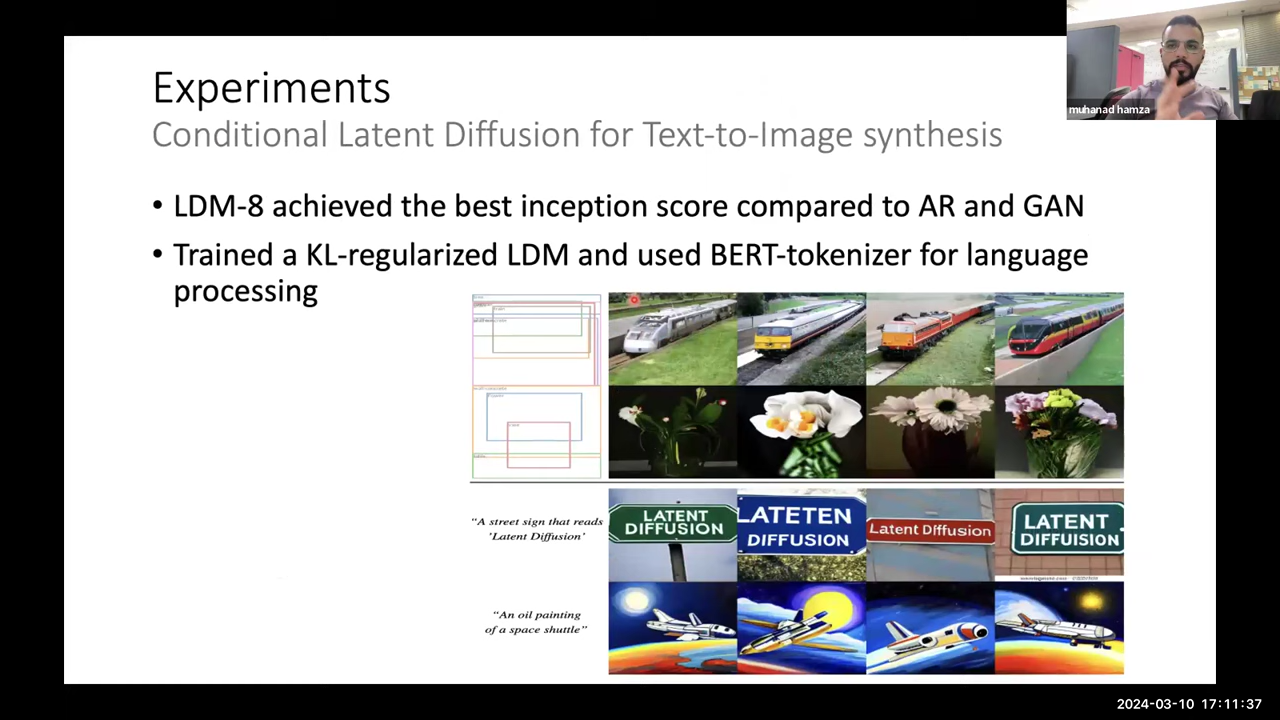 Experiments
Conditional Latent Diffusion for Text-to-Image synthesis
• LDM-8 achieved the best inception score compared to AR and GAN
• Trained a KL-regularized LDM and used BERT-tokenizer for language
processing
muhanad hamza
"A street sign that reads
'Latent Diffusion'
LATENT
DIFFUSION
LATETEN
DIFFUSION
Latent Dffusion
LATENT
DIFFUISION
"An oil painting
of a space shuttle"
2024-03-10 17:11:37